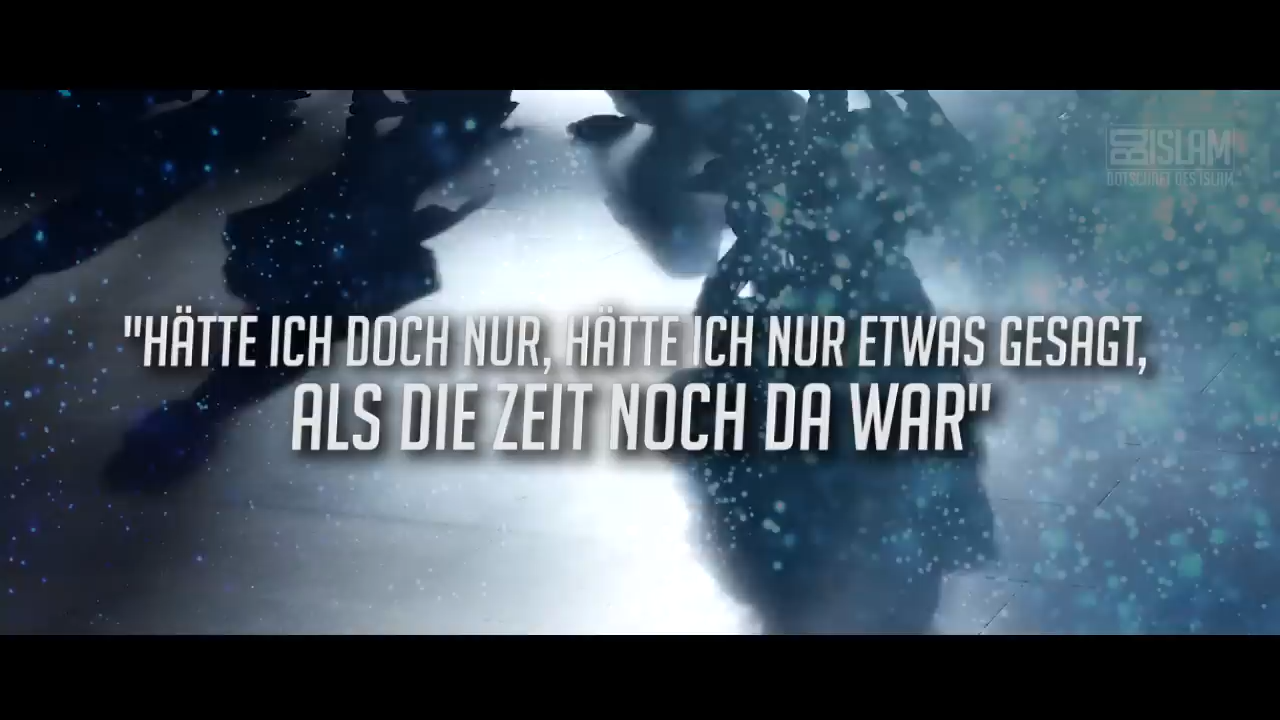 BDI ISLAM
BOTSCHAFT DES ISLAM
"HÄTTE ICH DOCH NUR, HÄTTE ICH NUR ETWAS GESAGT,
ALS DIE ZEIT NOCH DA WAR"